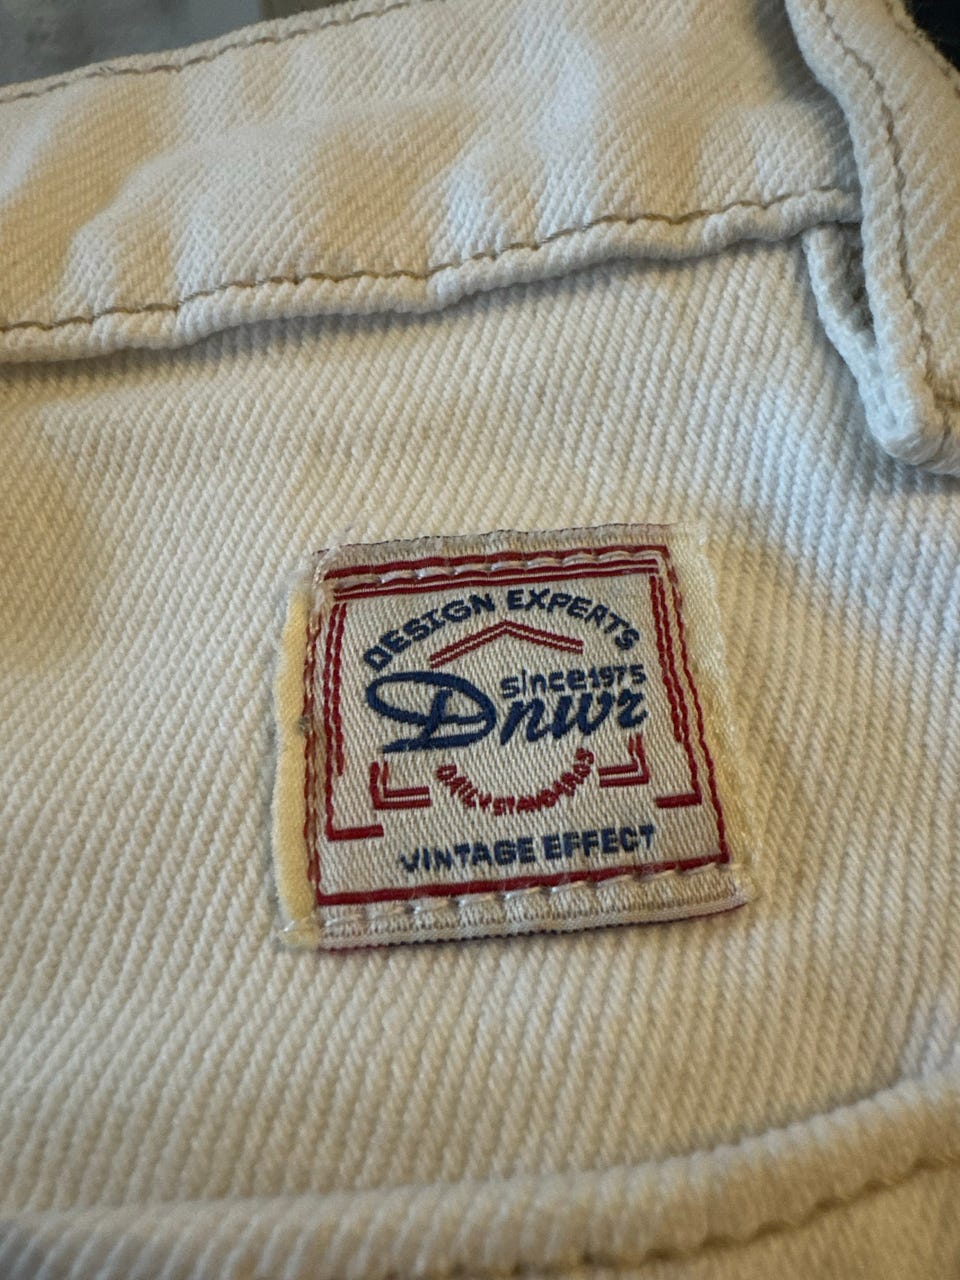 DESIGN EXPERTS
since1975
Dnwr
DAILY STANDARDS
VINTAGE EFFECT